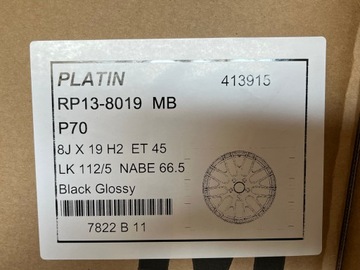 PLATIN 413915
RP13-8019 MB
P70
8J X 19 H2 ET 45
LK 112/5 NABE 66.5
Black Glossy
7822 B 11